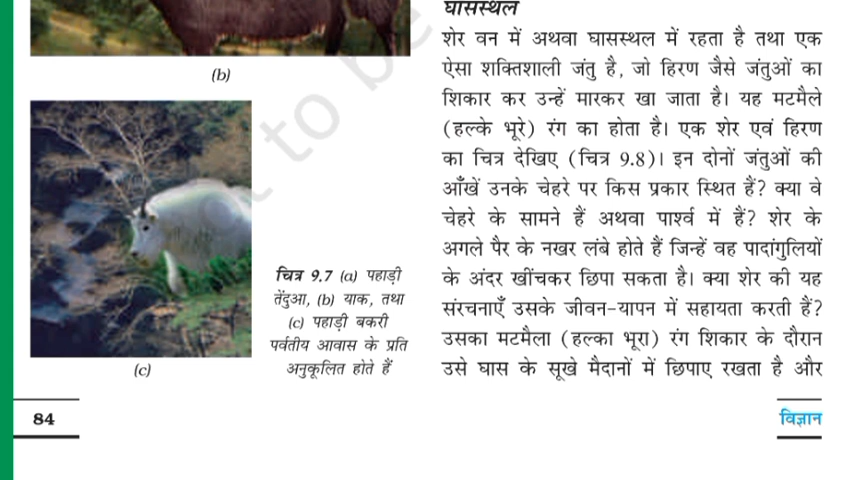 (b)
(c)
चित्र 9.7 (a) पहाड़ी
तेंदुआ, (b) याक, तथा
(c) पहाड़ी बकरी
पर्वतीय आवास के प्रति
अनुकूलित होते हैं
घासस्थल
शेर वन में अथवा घासस्थल में रहता है तथा एक
ऐसा शक्तिशाली जंतु है, जो हिरण जैसे जंतुओं का
शिकार कर उन्हें मारकर खा जाता है। यह मटमैले
(हल्के भूरे) रंग का होता है। एक शेर एवं हिरण
का चित्र देखिए (चित्र 9.8)। इन दोनों जंतुओं की
आँखें उनके चेहरे पर किस प्रकार स्थित हैं? क्या वे
चेहरे के सामने हैं अथवा पार्श्व में हैं? शेर के
अगले पैर के नखर लंबे होते हैं जिन्हें वह पादांगुलियों
के अंदर खींचकर छिपा सकता है। क्या शेर की यह
संरचनाएँ उसके जीवन-यापन में सहायता करती हैं?
उसका मटमैला (हल्का भूरा) रंग शिकार के दौरान
उसे घास के सूखे मैदानों में छिपाए रखता है और
84
विज्ञान
to be